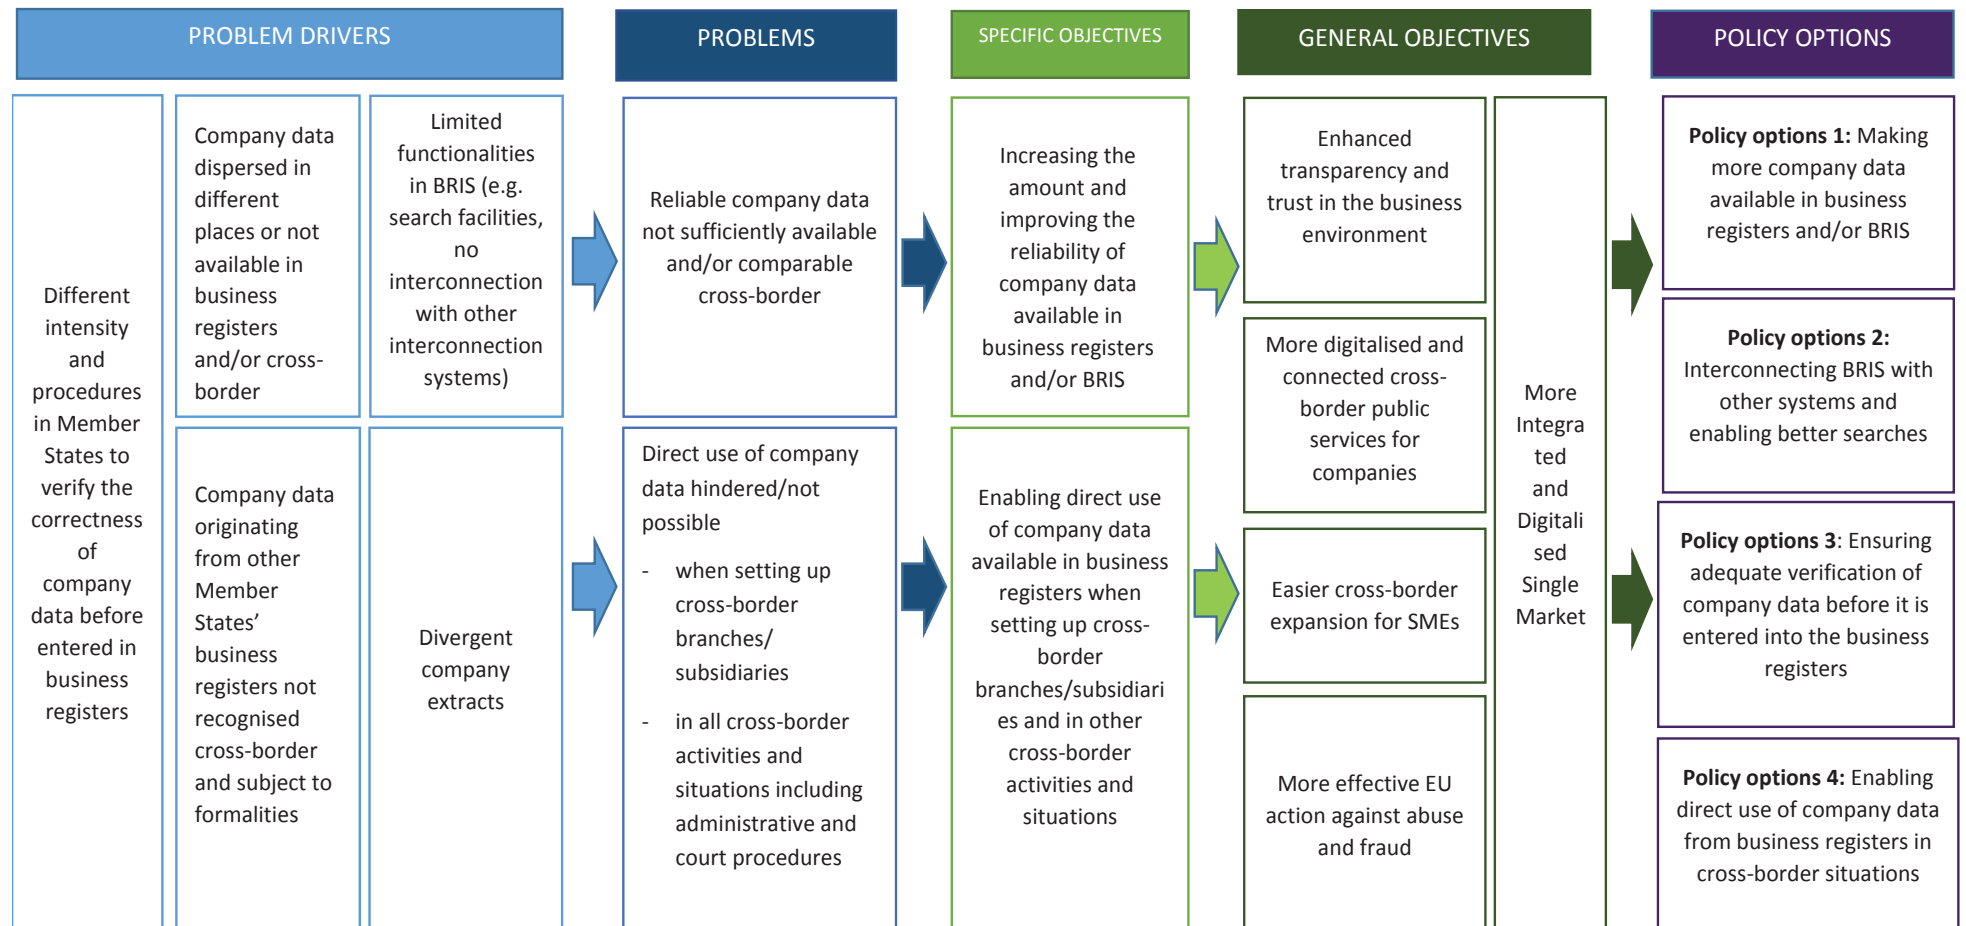 PROBLEM DRIVERS
PROBLEMS
SPECIFIC OBJECTIVES
GENERAL OBJECTIVES
POLICY OPTIONS
Different
intensity
and
procedures
in Member
States to
verify the
correctness
of
company
data before
entered in
business
registers
Company data
dispersed in
different
places or not
available in
business
registers
and/or cross-
border
Limited
functionalities
in BRIS (e.g.
search facilities,
no
interconnection
with other
interconnection
systems)
Company data
originating
from other
Member
States’
business
registers not
recognised
cross-border
and subject to
formalities
Divergent
company
extracts
Reliable company data
not sufficiently available
and/or comparable
cross-border
Direct use of company
data hindered/not
possible
- when setting up
cross-border
branches/
subsidiaries
- in all cross-border
activities and
situations including
administrative and
court procedures
Increasing the
amount and
improving the
reliability of
company data
available in
business registers
and/or BRIS
Enabling direct use
of company data
available in business
registers when
setting up cross-
border
branches/subsidiari
es and in other
cross-border
activities and
situations
Enhanced
transparency and
trust in the business
environment
More digitalised and
connected cross-
border public
services for
companies
Easier cross-border
expansion for SMEs
More effective EU
action against abuse
and fraud
More
Integra
ted
and
Digitali
sed
Single
Market
Policy options 1: Making
more company data
available in business
registers and/or BRIS
Policy options 2:
Interconnecting BRIS with
other systems and
enabling better searches
Policy options 3: Ensuring
adequate verification of
company data before it is
entered into the business
registers
Policy options 4: Enabling
direct use of company data
from business registers in
cross-border situations